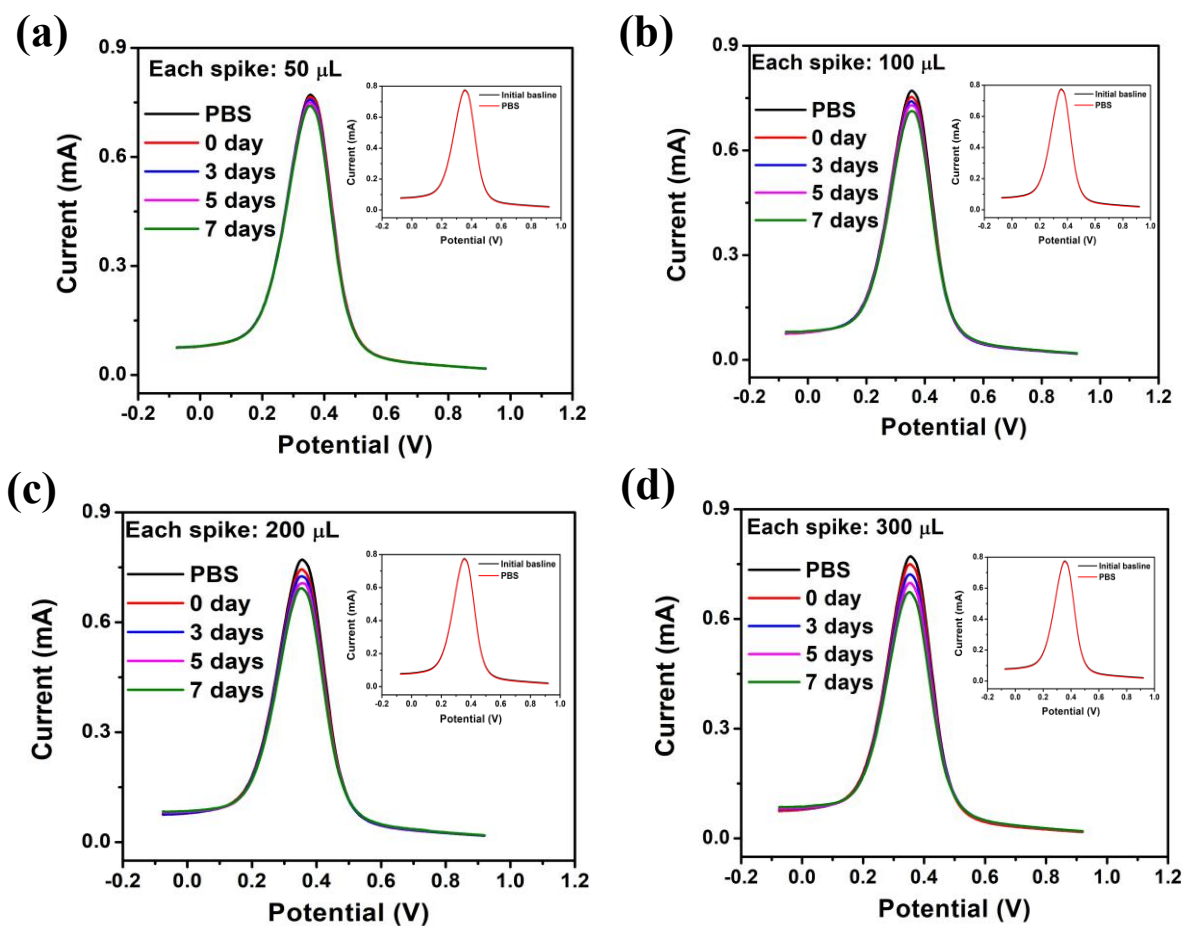 (a)
Each spike: 50 µL
PBS
0 day
3 days
5 days
7 days
Current (mA)
0.9
0.6
0.3
0.0
-0.2 0.0 0.2 0.4 0.6 0.8 1.0 1.2
Potential (V)
Initial basline
PBS
Current (mA)
0.8
0.6
0.4
0.2
0.0
-0.2 0.0 0.2 0.4 0.6 0.8 1.0
Potential (V)
(b)
Each spike: 100 µL
PBS
0 day
3 days
5 days
7 days
Current (mA)
0.9
0.6
0.3
0.0
-0.2 0.0 0.2 0.4 0.6 0.8 1.0 1.2
Potential (V)
Initial basline
PBS
Current (mA)
0.8
0.6
0.4
0.2
0.0
-0.2 0.0 0.2 0.4 0.6 0.8 1.0
Potential (V)
(c)
Each spike: 200 µL
PBS
0 day
3 days
5 days
7 days
Current (mA)
0.9
0.6
0.3
0.0
-0.2 0.0 0.2 0.4 0.6 0.8 1.0 1.2
Potential (V)
Initial basline
PBS
Current (mA)
0.8
0.6
0.4
0.2
0.0
-0.2 0.0 0.2 0.4 0.6 0.8 1.0
Potential (V)
(d)
Each spike: 300 µL
PBS
0 day
3 days
5 days
7 days
Current (mA)
0.9
0.6
0.3
0.0
-0.2 0.0 0.2 0.4 0.6 0.8 1.0 1.2
Potential (V)
Initial basline
PBS
Current (mA)
0.8
0.6
0.4
0.2
0.0
-0.2 0.0 0.2 0.4 0.6 0.8 1.0
Potential (V)